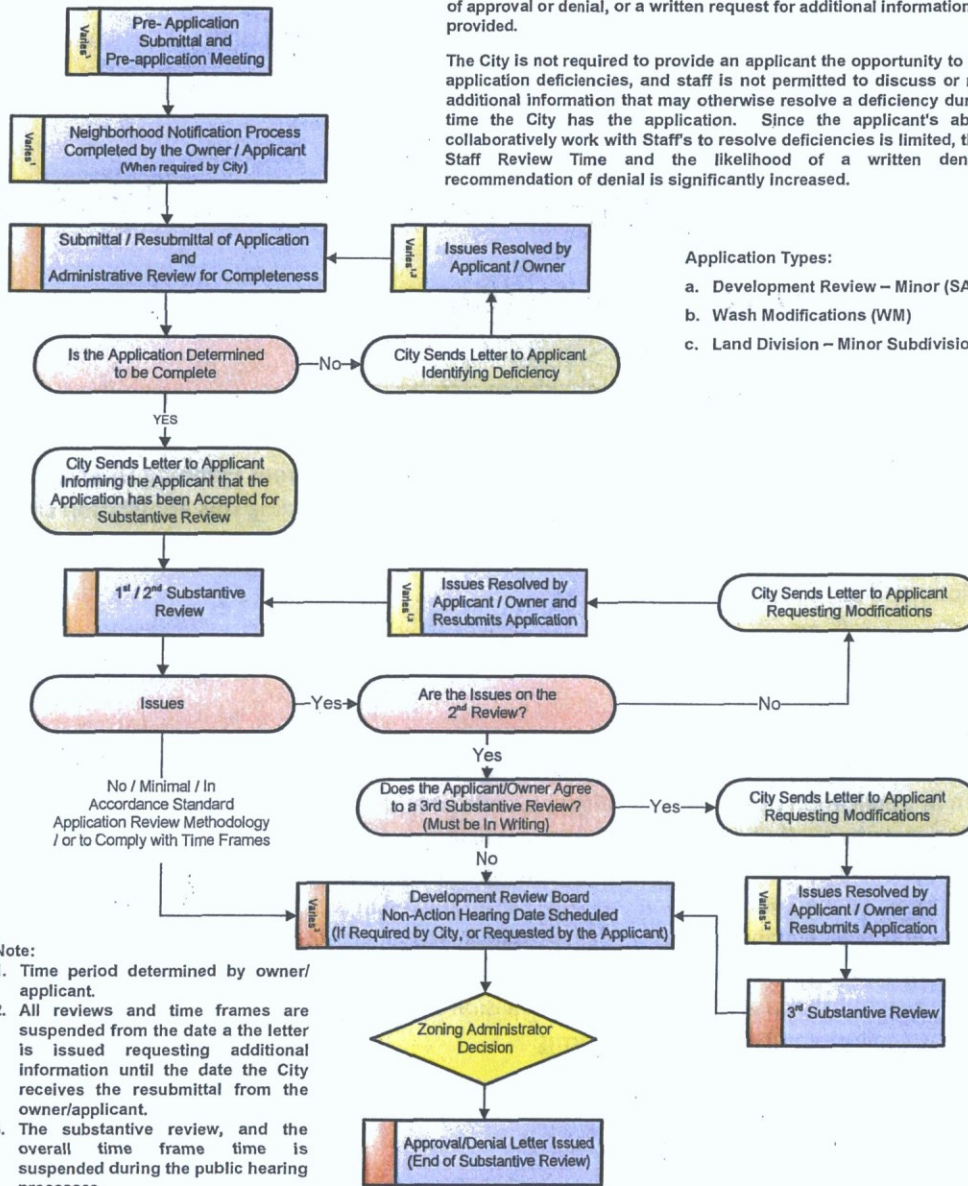 of approval or denial, or a written request for additional information
provided.
The City is not required to provide an applicant the opportunity to
application deficiencies, and staff is not permitted to discuss or
additional information that may otherwise resolve a deficiency
time the City has the application. Since the applicant's
collaboratively work with Staff's to resolve deficiencies is limited,
Staff Review Time and the likelihood of a written
recommendation of denial is significantly increased.
Application Types:
a. Development Review – Minor
b. Wash Modifications (WM)
c. Land Division – Minor
Varies¹
Pre- Application
Submittal and
Pre-application Meeting
Varies¹
Neighborhood Notification Process
Completed by the Owner / Applicant
(When required by City)
Submittal / Resubmittal of Application
and
Administrative Review for Completeness
Varies¹,²
Issues Resolved by
Applicant / Owner
Is the Application Determined
to be Complete
No
City Sends Letter to Applicant
Identifying Deficiency
YES
City Sends Letter to Applicant
Informing the Applicant that the
Application has been Accepted for
Substantive Review
1st / 2nd Substantive
Review
Varies¹,²
Issues Resolved by
Applicant / Owner and
Resubmits Application
City Sends Letter to Applicant
Requesting Modifications
Issues
Yes
Are the Issues on the
2nd Review?
No
Yes
No / Minimal / In
Accordance Standard
Application Review Methodology
/ or to Comply with Time Frames
Does the Applicant/Owner Agree
to a 3rd Substantive Review?
(Must be In Writing)
Yes
City Sends Letter to Applicant
Requesting Modifications
No
Varies³
Development Review Board
Non-Action Hearing Date Scheduled
(If Required by City, or Requested by the Applicant)
Varies¹,²
Issues Resolved by
Applicant / Owner and
Resubmits Application
3rd Substantive Review
Zoning Administrator
Decision
Approval/Denial Letter Issued
(End of Substantive Review)
Note:
1. Time period determined by owner/
applicant.
2. All reviews and time frames are
suspended from the date a the letter
is issued requesting additional
information until the date the City
receives the resubmittal from the
owner/applicant.
The substantive review, and the
overall time frame time is
suspended during the public hearing